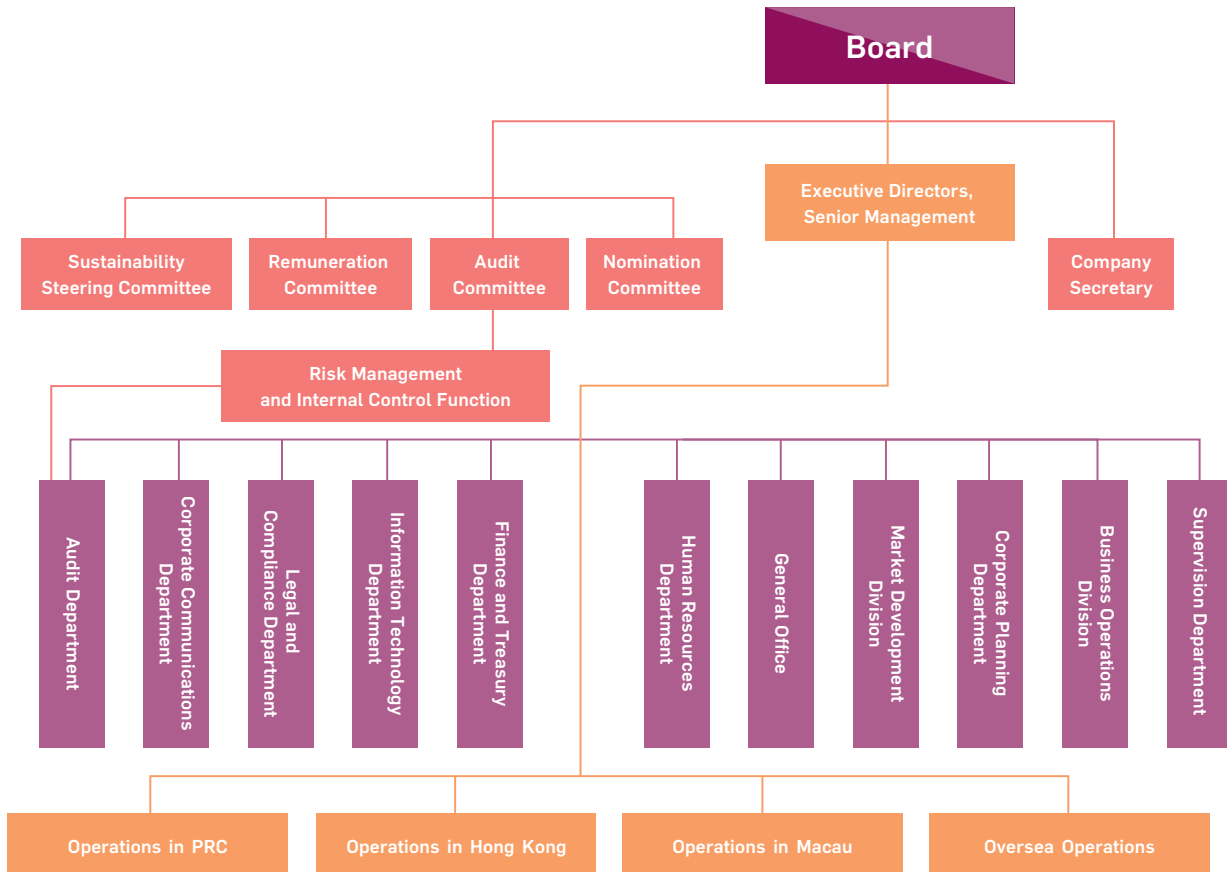 Board
Executive Directors,
Senior Management
Sustainability
Steering Committee
Remuneration
Committee
Audit
Committee
Nomination
Committee
Company
Secretary
Risk Management
and Internal Control Function
Audit Department
Corporate Communications
Department
Legal and
Compliance Department
Information Technology
Department
Finance and Treasury
Department
Human Resources
Department
General Office
Market Development
Division
Corporate Planning
Department
Business Operations
Division
Supervision Department
Operations in PRC
Operations in Hong Kong
Operations in Macau
Oversea Operations